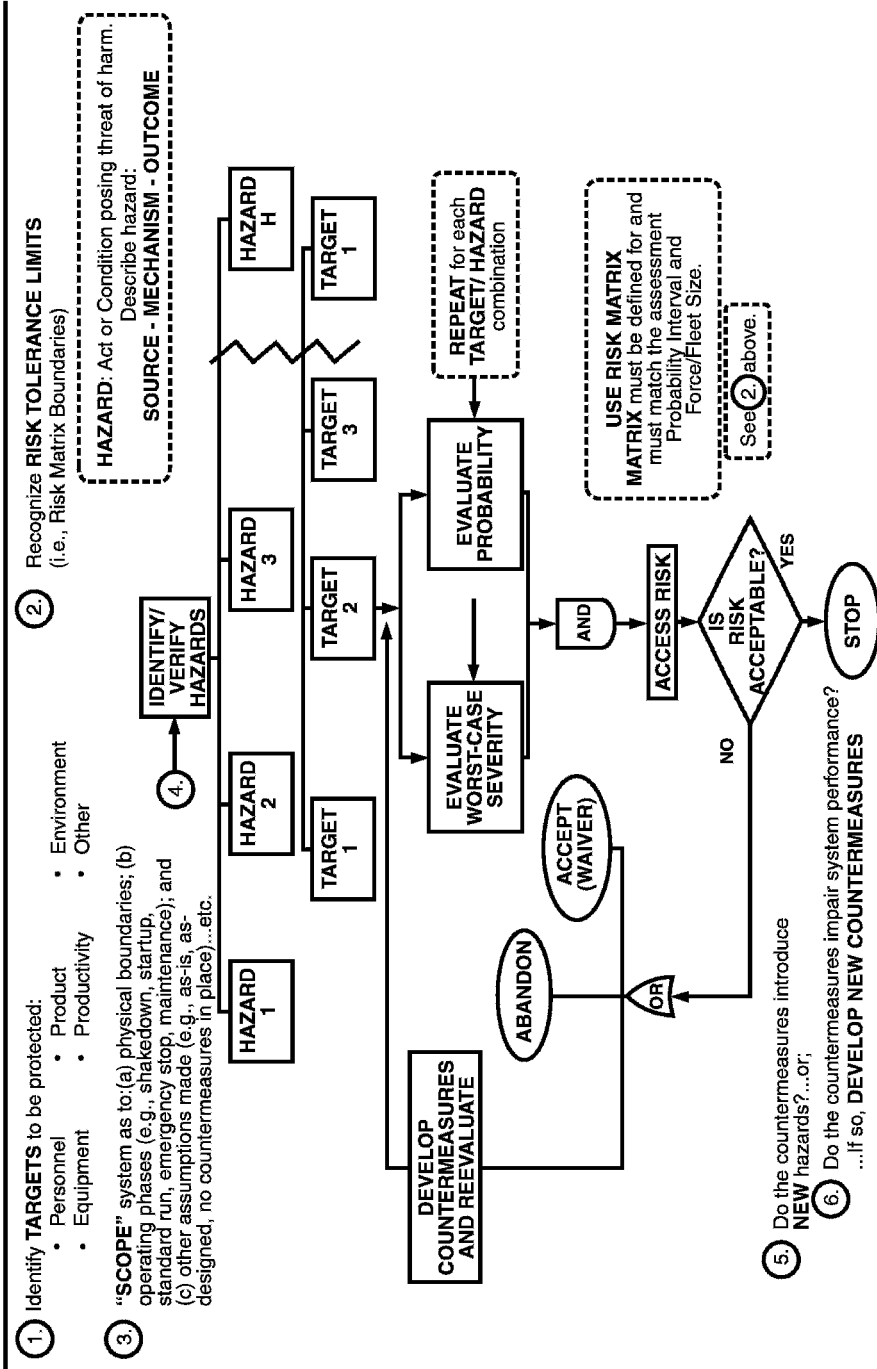 1. Identify TARGETS to be protected:
• Personnel • Product • Environment
• Equipment • Productivity • Other
2. Recognize RISK TOLERANCE LIMITS
(i.e., Risk Matrix Boundaries)
3. “SCOPE” system as to:(a) physical boundaries; (b)
operating phases (e.g., shakedown, startup,
standard run, emergency stop, maintenance); and
(c) other assumptions made (e.g., as-is, as-
designed, no countermeasures in place)...etc.
HAZARD: Act or Condition posing threat of harm.
Describe hazard:
SOURCE - MECHANISM - OUTCOME
4.
IDENTIFY/
VERIFY
HAZARDS
HAZARD
1
HAZARD
2
HAZARD
3
HAZARD
H
TARGET
1
TARGET
2
TARGET
3
TARGET
1
DEVELOP
COUNTERMEASURES
AND REEVALUATE
EVALUATE
WORST-CASE
SEVERITY
EVALUATE
PROBABILITY
REPEAT for each
TARGET/ HAZARD
combination
ABANDON
ACCEPT
(WAIVER)
AND
OR
ACCESS RISK
USE RISK MATRIX
MATRIX must be defined for and
must match the assessment
Probability Interval and
Force/Fleet Size.
See 2. above.
IS
RISK
ACCEPTABLE?
NO
YES
STOP
5. Do the countermeasures introduce
NEW hazards?...or;
6. Do the countermeasures impair system performance?
...If so, DEVELOP NEW COUNTERMEASURES